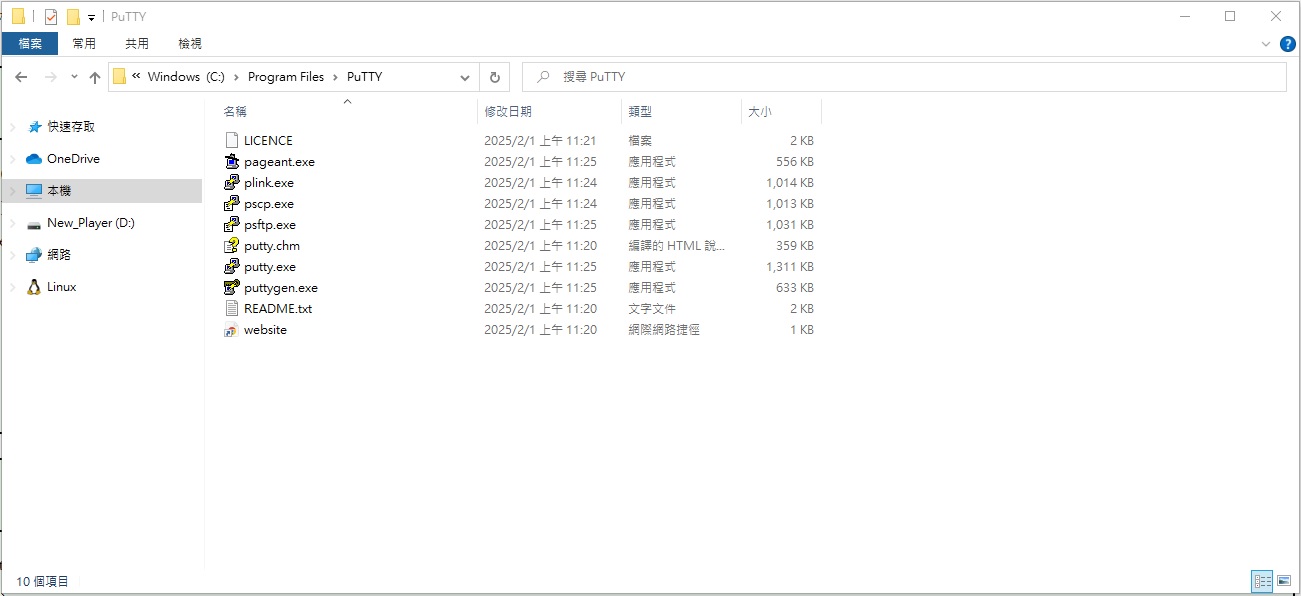 PuTTY
檔案 常用 共用 檢視
« Windows (C:) › Program Files › PuTTY 搜尋 PuTTY
名稱 修改日期 類型 大小
快速存取
OneDrive
本機
New_Player (D:)
網路
Linux
LICENCE 2025/2/1 上午 11:21 檔案 2 KB
pageant.exe 2025/2/1 上午 11:25 應用程式 556 KB
plink.exe 2025/2/1 上午 11:24 應用程式 1,014 KB
pscp.exe 2025/2/1 上午 11:24 應用程式 1,013 KB
psftp.exe 2025/2/1 上午 11:25 應用程式 1,031 KB
putty.chm 2025/2/1 上午 11:20 編譯的 HTML 說... 359 KB
putty.exe 2025/2/1 上午 11:25 應用程式 1,311 KB
puttygen.exe 2025/2/1 上午 11:25 應用程式 633 KB
README.txt 2025/2/1 上午 11:20 文字文件 2 KB
website 2025/2/1 上午 11:20 網際網路捷徑 1 KB
10 個項目